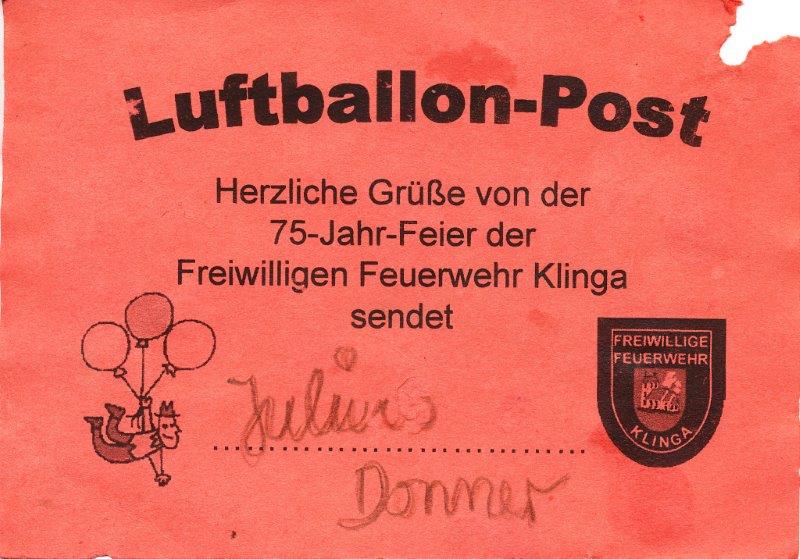 Luftballon-Post
Herzliche Grüße von der
75-Jahr-Feier der
Freiwilligen Feuerwehr Klinga
sendet
Julius
Donner
FREIWILLIGE
FEUERWEHR
KLINGA